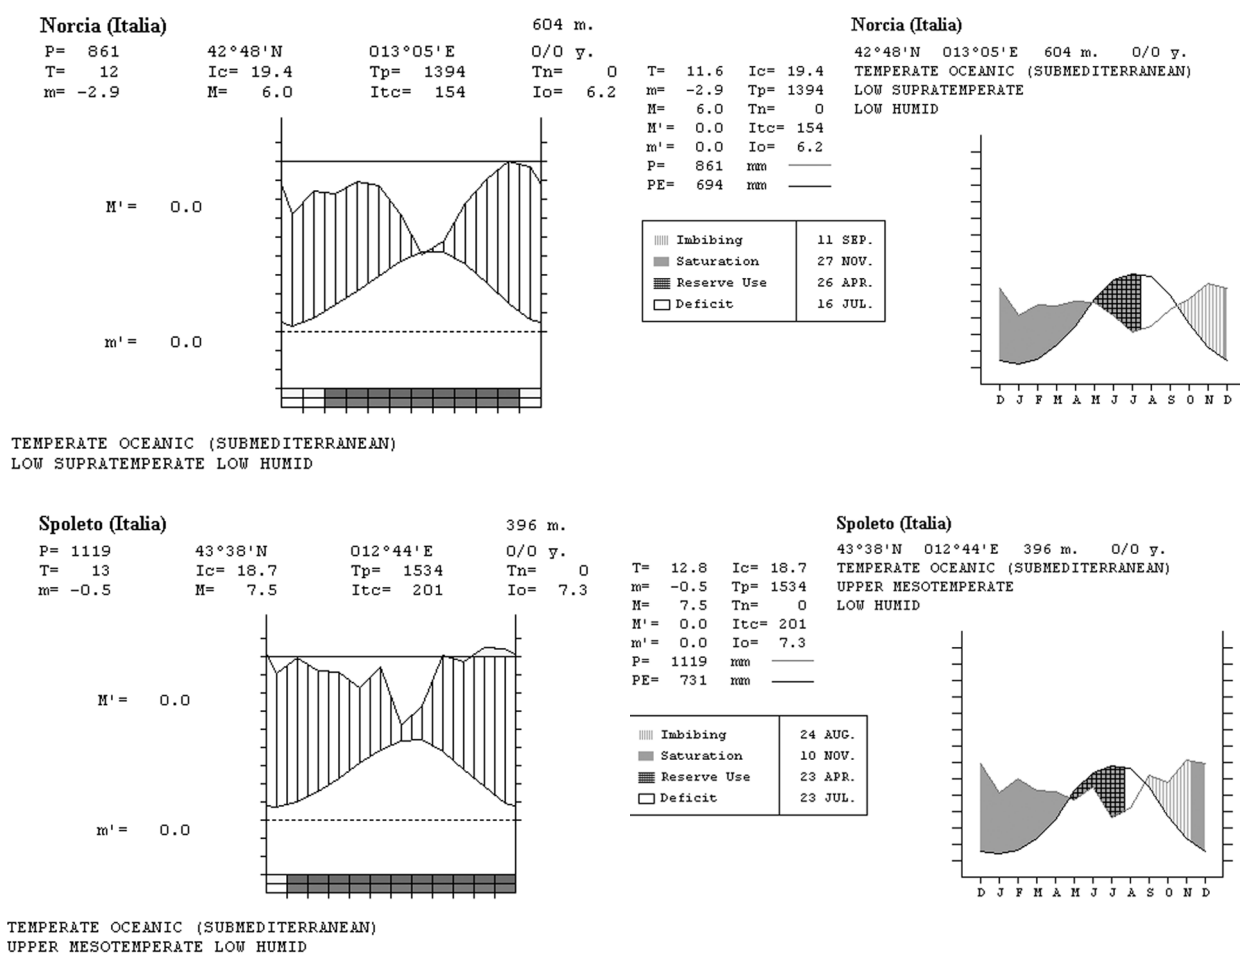 Norcia (Italia)
604 m.
P= 861 42°48'N 013°05'E 0/0 y.
T= 12 Ic= 19.4 Tp= 1394 Tn= 0
m= -2.9 M= 6.0 Itc= 154 Io= 6.2
M'= 0.0
m'= 0.0
TEMPERATE OCEANIC (SUBMEDITERRANEAN)
LOW SUPRATEMPERATE LOW HUMID
Norcia (Italia)
42°48'N 013°05'E 604 m. 0/0 y.
TEMPERATE OCEANIC (SUBMEDITERRANEAN)
LOW SUPRATEMPERATE
LOW HUMID
T= 11.6 Ic= 19.4
m= -2.9 Tp= 1394
M= 6.0 Tn= 0
M'= 0.0 Itc= 154
m'= 0.0 Io= 6.2
P= 861 mm
PE= 694 mm
Imbibing 11 SEP.
Saturation 27 NOV.
Reserve Use 26 APR.
Deficit 16 JUL.
D J F M A M J J A S O N D
Spoleto (Italia)
396 m.
P= 1119 43°38'N 012°44'E 0/0 y.
T= 13 Ic= 18.7 Tp= 1534 Tn= 0
m= -0.5 M= 7.5 Itc= 201 Io= 7.3
M'= 0.0
m'= 0.0
TEMPERATE OCEANIC (SUBMEDITERRANEAN)
UPPER MESOTEMPERATE LOW HUMID
Spoleto (Italia)
43°38'N 012°44'E 396 m. 0/0 y.
TEMPERATE OCEANIC (SUBMEDITERRANEAN)
UPPER MESOTEMPERATE
LOW HUMID
T= 12.8 Ic= 18.7
m= -0.5 Tp= 1534
M= 7.5 Tn= 0
M'= 0.0 Itc= 201
m'= 0.0 Io= 7.3
P= 1119 mm
PE= 731 mm
Imbibing 24 AUG.
Saturation 10 NOV.
Reserve Use 23 APR.
Deficit 23 JUL.
D J F M A M J J A S O N D